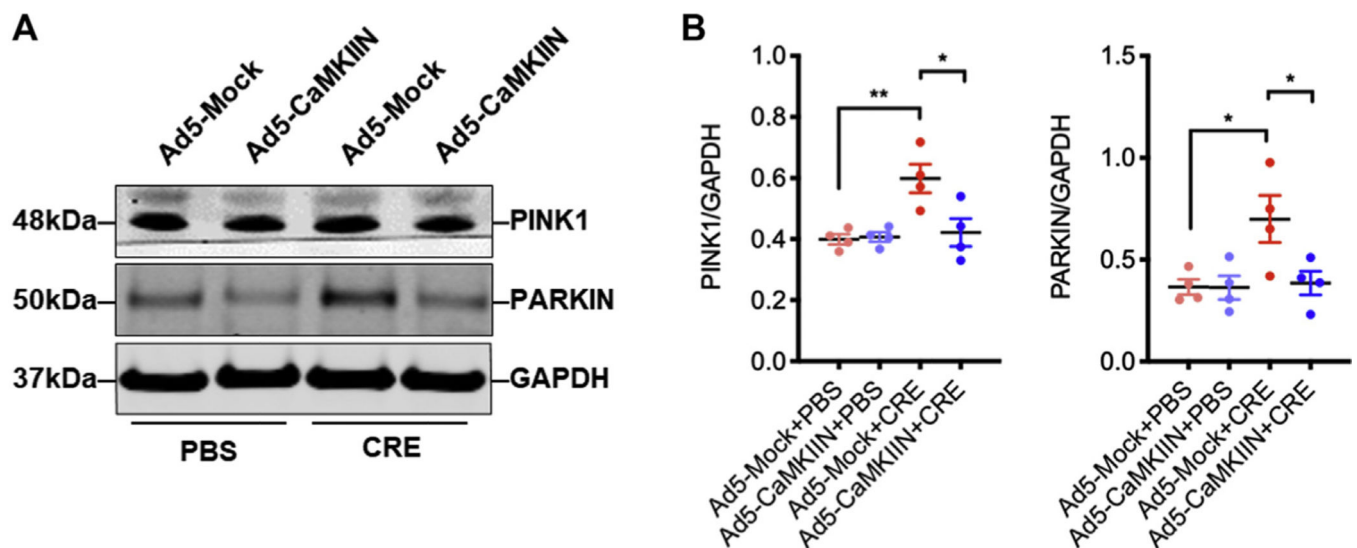 A
Ad5-Mock
Ad5-CaMKIIN
Ad5-Mock
Ad5-CaMKIIN
48kDa
PINK1
50kDa
PARKIN
37kDa
GAPDH
PBS
CRE
B
PINK1/GAPDH
1.0
0.8
0.6
0.4
0.2
0.0
**
*
Ad5-Mock+PBS
Ad5-CaMKIIN+PBS
Ad5-Mock+CRE
Ad5-CaMKIIN+CRE
PARKIN/GAPDH
1.5
1.0
0.5
0.0
*
*
Ad5-Mock+PBS
Ad5-CaMKIIN+PBS
Ad5-Mock+CRE
Ad5-CaMKIIN+CRE